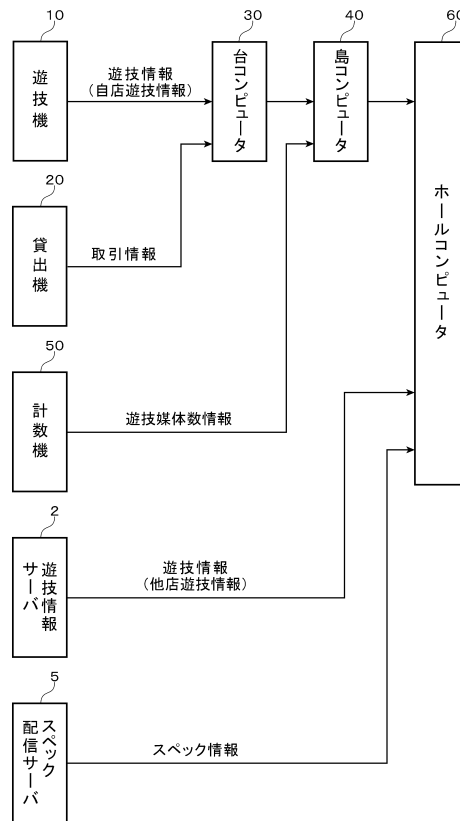 10
遊技機
遊技情報
（自店遊技情報）
30
台コンピュータ
40
島コンピュータ
60
ホールコンピュータ
20
貸出機
取引情報
50
計数機
遊技媒体数情報
2
遊技情報
サーバ
遊技情報
（他店遊技情報）
5
スペック
配信サーバ
スペック情報